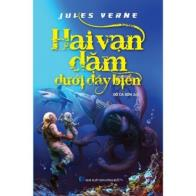 JULES VERNE
Hai vạn
dặm
dưới đáy biển